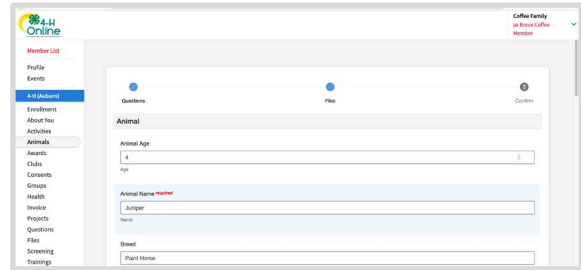 4-H
Online
Coffee Family
as Breve Coffee
Member
Member List
Profile
Events
4-H (Auburn)
Enrollment
About You
Activities
Animals
Awards
Clubs
Consents
Groups
Health
Invoice
Projects
Questions
Files
Screening
Trainings
Questions
Files
3
Confirm
Animal
Animal Age
4
Age
Animal Name required
Juniper
Name
Breed
Paint Horse